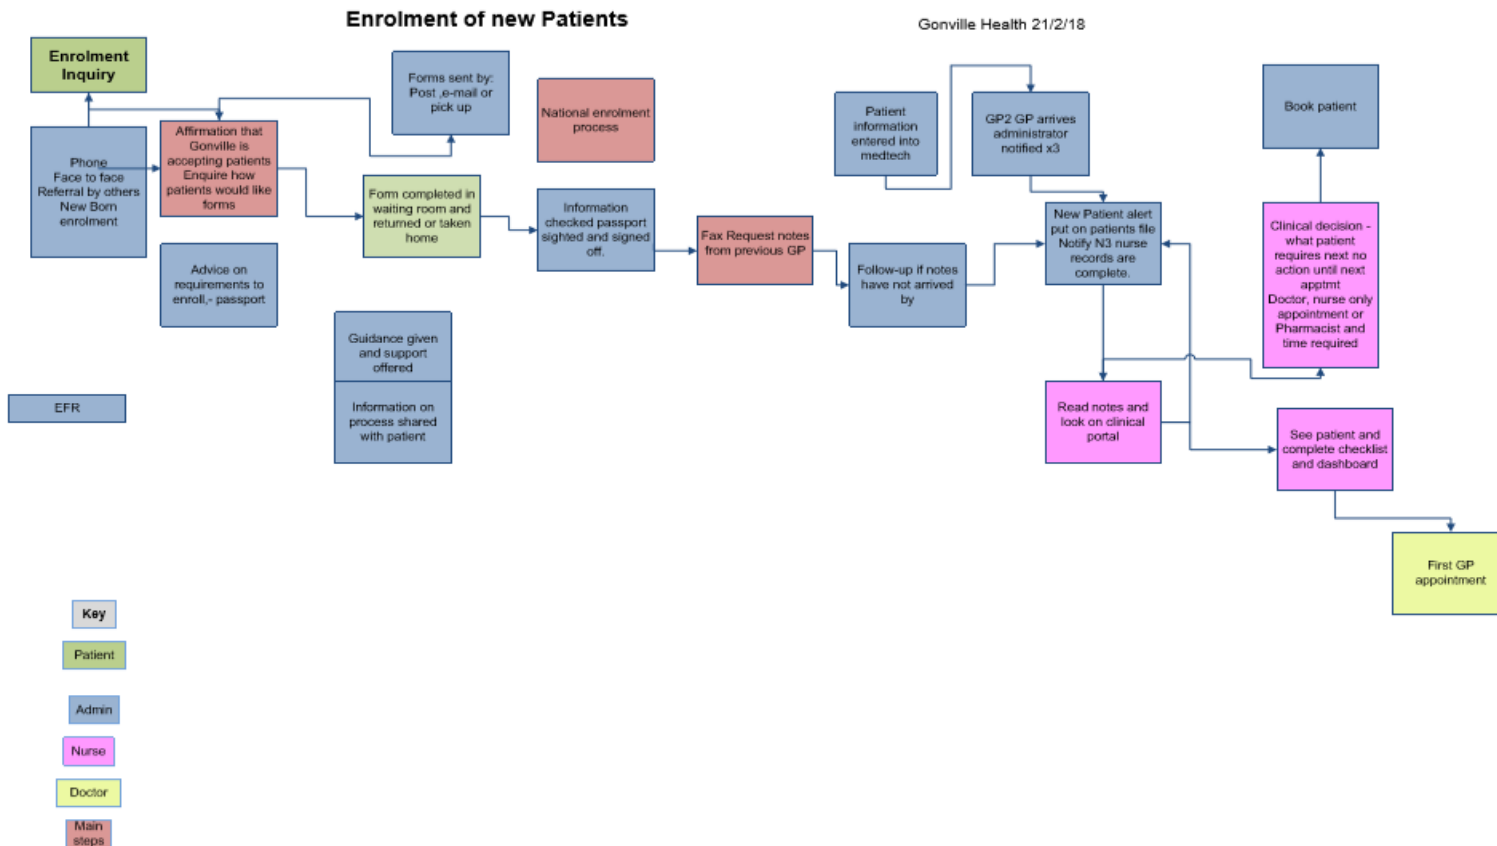 Enrolment of new Patients
Gonville Health 21/2/18
Enrolment
Inquiry
Phone
Face to face
Referral by others
New Born
enrolment
Affirmation that
Gonville is
accepting patients
Enquire how
patients would like
forms
Advice on
requirements to
enroll,- passport
EFR
Forms sent by:
Post ,e-mail or
pick up
Form completed in
waiting room and
returned or taken
home
Guidance given
and support
offered
Information on
process shared
with patient
National enrolment
process
Information
checked passport
sighted and signed
off.
Fax Request notes
from previous GP
Patient
information
entered into
medtech
Follow-up if notes
have not arrived
by
GP2 GP arrives
administrator
notified x3
New Patient alert
put on patients file
Notify N3 nurse
records are
complete.
Read notes and
look on clinical
portal
Book patient
Clinical decision -
what patient
requires next no
action until next
apptmt
Doctor, nurse only
appointment or
Pharmacist and
time required
See patient and
complete checklist
and dashboard
First GP
appointment
Key
Patient
Admin
Nurse
Doctor
Main
steps